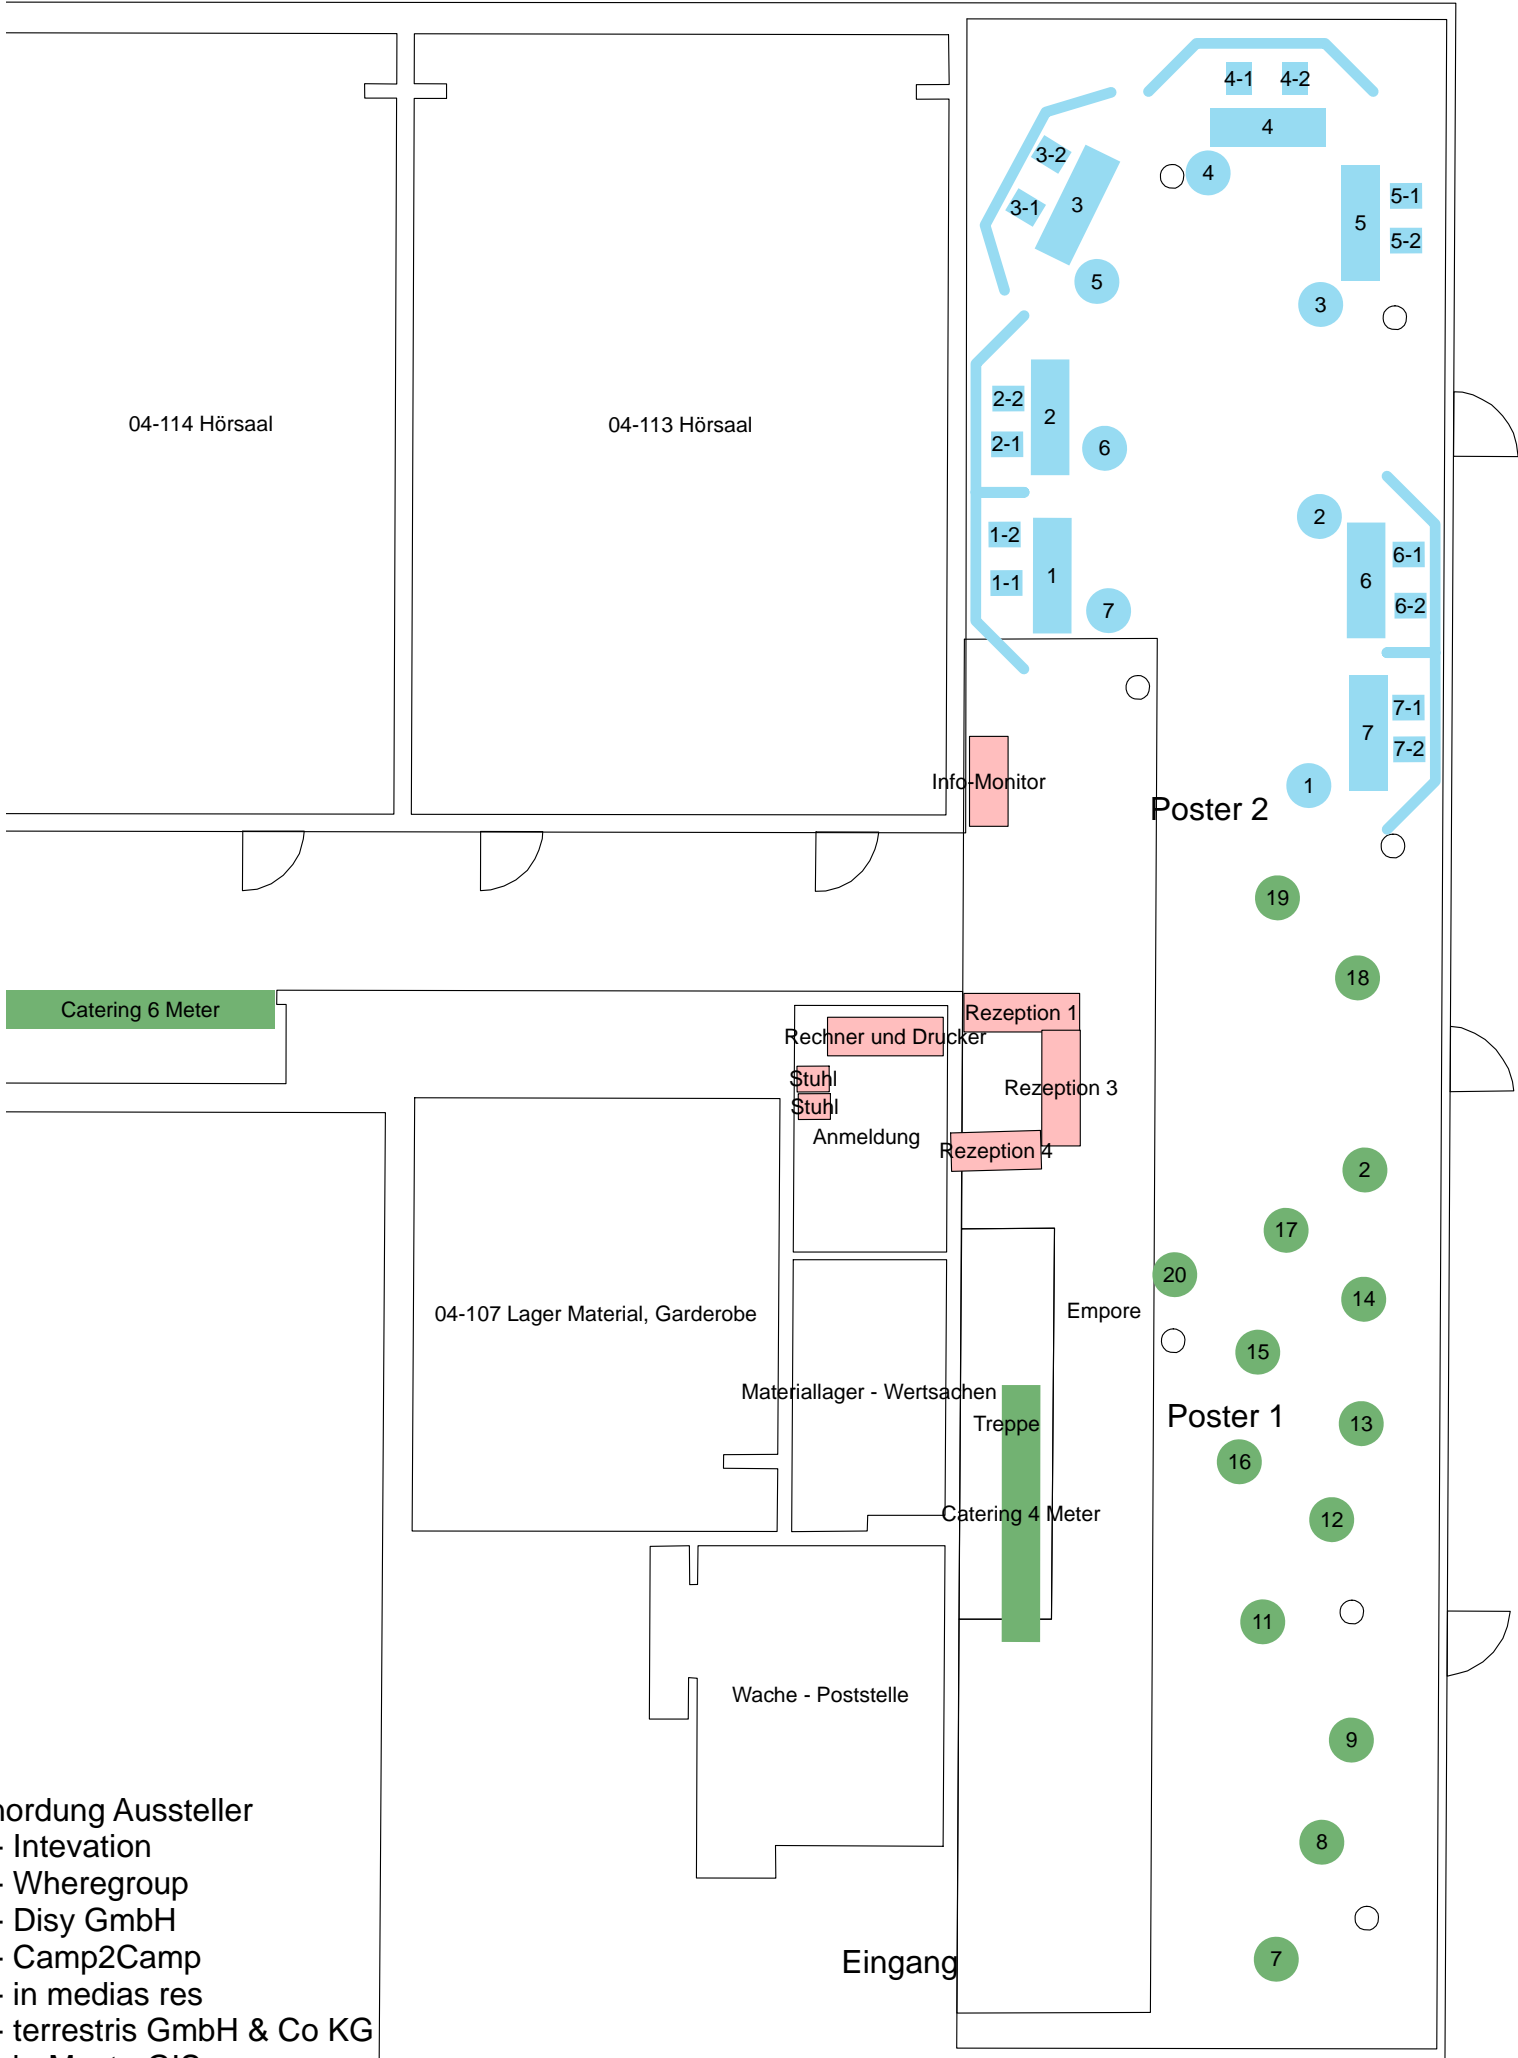 4-1 4-2
4
3-2
4
3-1
3
5-1
5
5-2
5
3
2-2
2
04-114 Hörsaal
04-113 Hörsaal
2-1
6
2
1-2
6-1
1
6
1-1
6-2
7
7-1
7
7-2
Info-Monitor
1
Poster 2
19
18
Catering 6 Meter
Rezeption 1
Rechner und Drucker
Stuhl
Rezeption 3
Stuhl
Anmeldung
Rezeption 4
2
17
20
14
04-107 Lager Material, Garderobe
Empore
15
Materiallager - Wertsachen
Treppe
Poster 1
13
16
Catering 4 Meter
12
11
Wache - Poststelle
9
8
Eingang
7
nordung Aussteller
- Intevation
- Wheregroup
- Disy GmbH
- Camp2Camp
- in medias res
- terrestris GmbH & Co KG